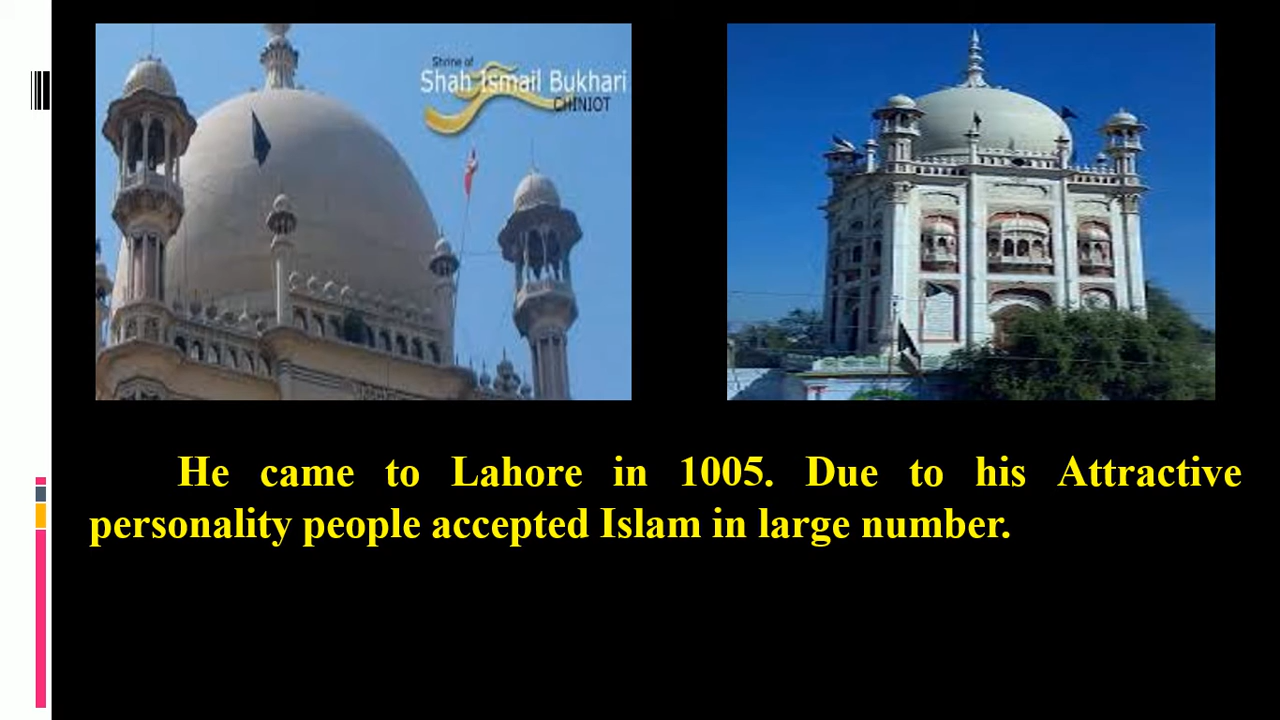 Shrine of
Shah Ismail Bukhari
CHINIOT
He came to Lahore in 1005. Due to his Attractive
personality people accepted Islam in large number.